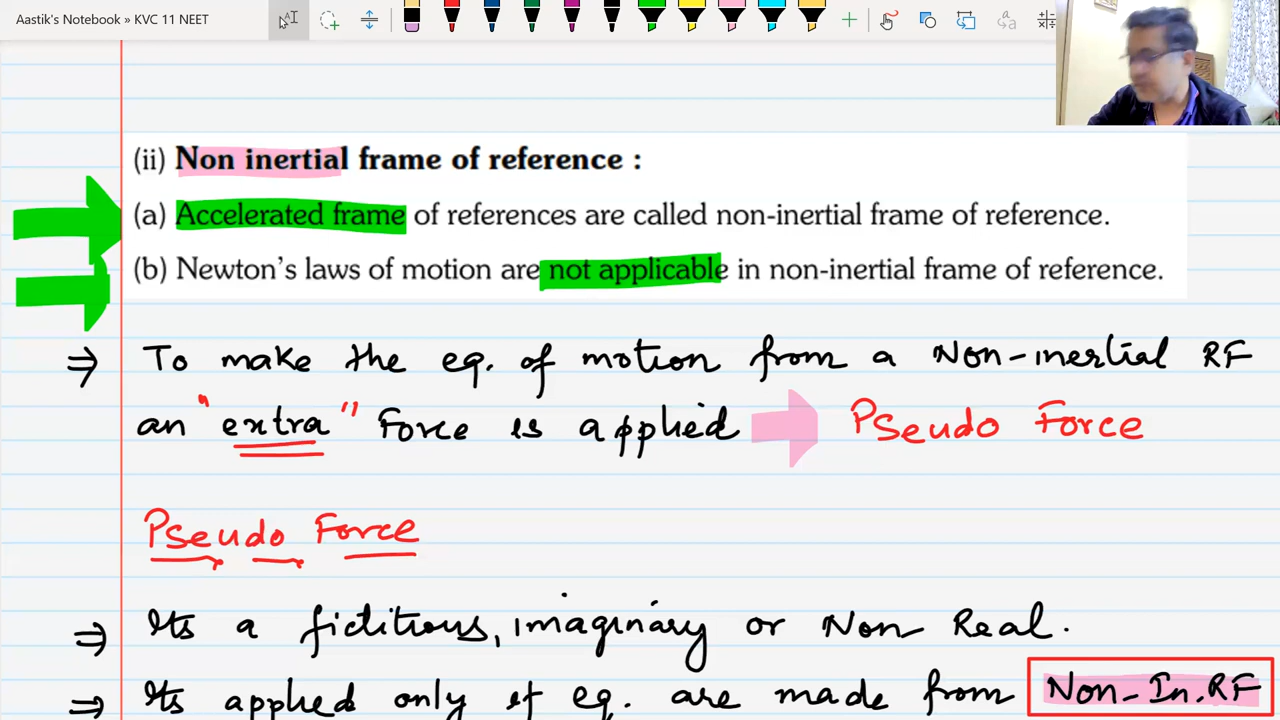 Aastik's Notebook » KVC 11 NEET
(ii) Non inertial frame of reference :
(a) Accelerated frame of references are called non-inertial frame of reference.
(b) Newton's laws of motion are not applicable in non-inertial frame of reference.
⇒ To make the eq. of motion from a Non-inertial RF
an "extra" Force is applied ➡ Pseudo Force
Pseudo Force
⇒ Its a fictitious, imaginary or Non Real.
⇒ Its applied only if eq. are made from Non-In.RF